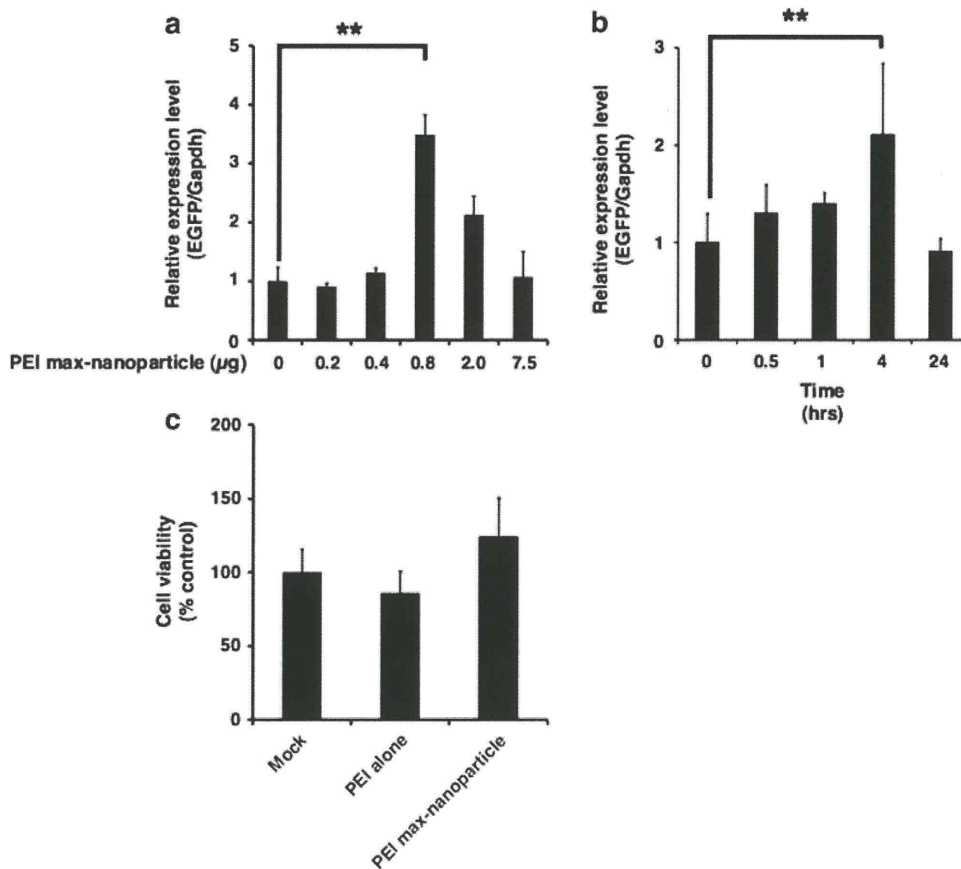 a
**
5
4
3
2
1
0
Relative expression level
(EGFP/Gapdh)
PEI max-nanoparticle (µg) 0 0.2 0.4 0.8 2.0 7.5
b
**
3
2
1
0
Relative expression level
(EGFP/Gapdh)
0 0.5 1 4 24
Time
(hrs)
c
200
150
100
50
0
Cell viability
(% control)
Mock
PEI alone
PEI max-nanoparticle